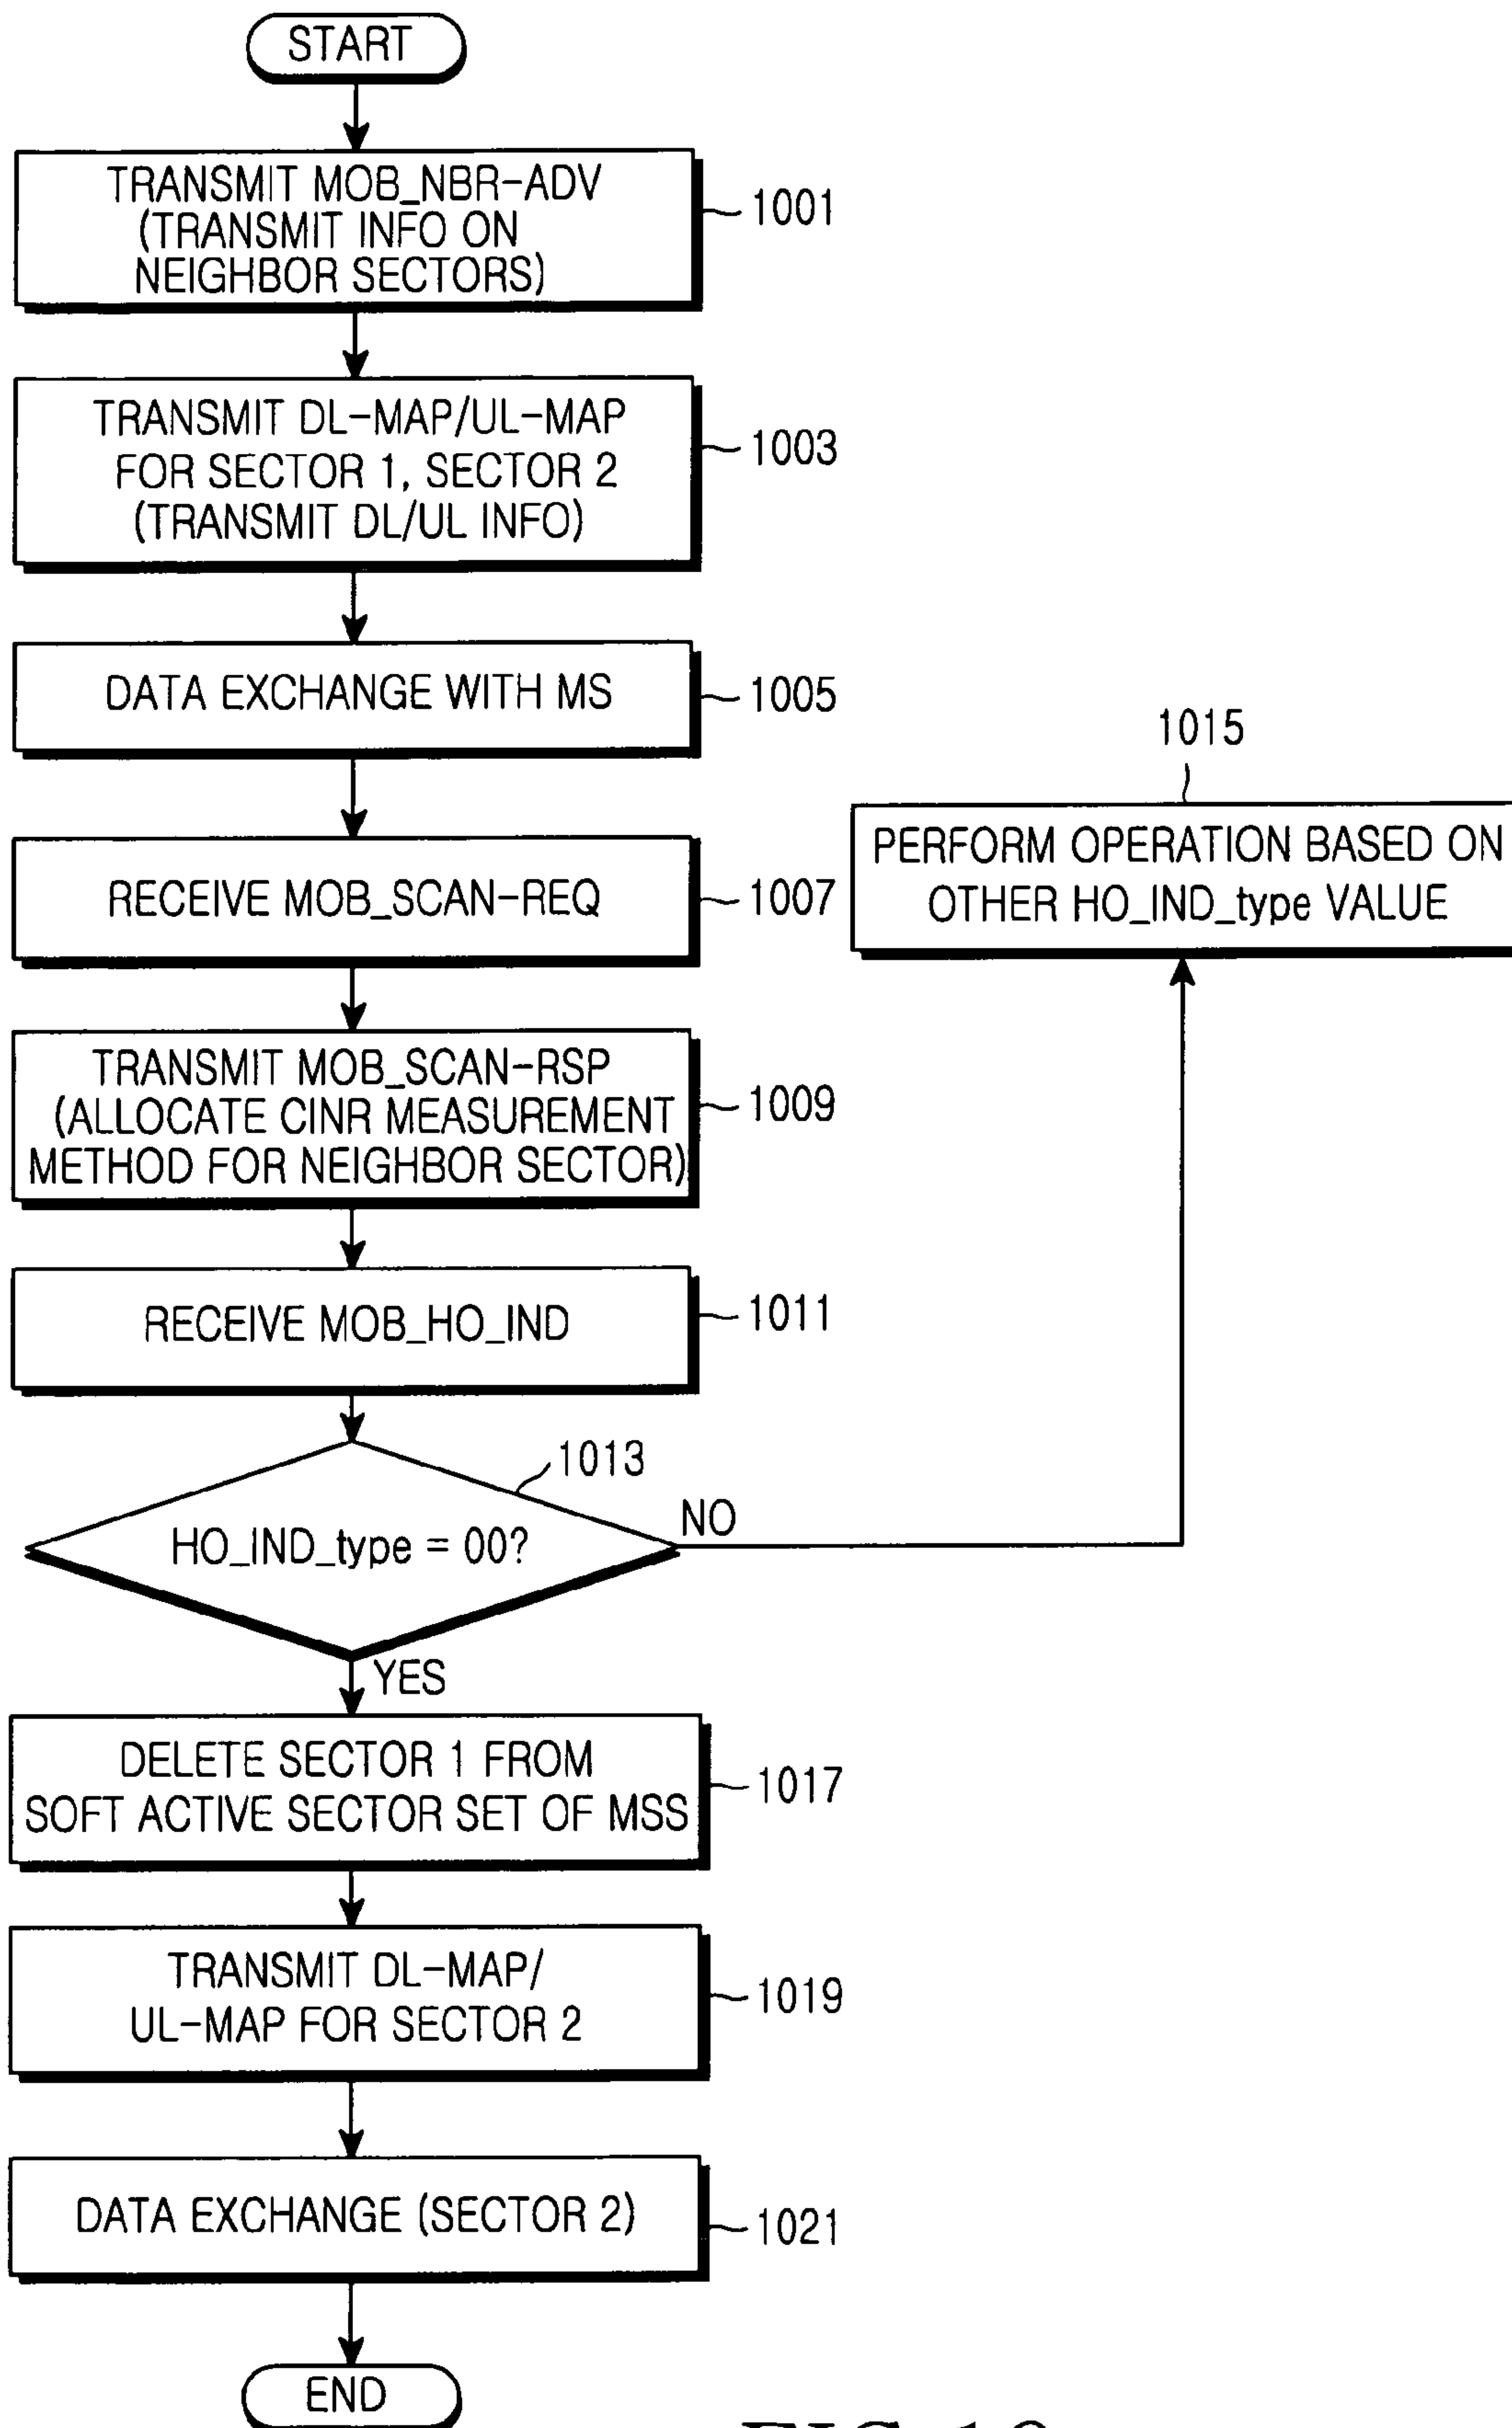 START
TRANSMIT MOB_NBR-ADV
(TRANSMIT INFO ON
NEIGHBOR SECTORS)
1001
TRANSMIT DL-MAP/UL-MAP
FOR SECTOR 1, SECTOR 2
(TRANSMIT DL/UL INFO)
1003
DATA EXCHANGE WITH MS
1005
RECEIVE MOB_SCAN-REQ
1007
1015
PERFORM OPERATION BASED ON
OTHER HO_IND_type VALUE
TRANSMIT MOB_SCAN-RSP
(ALLOCATE CINR MEASUREMENT
METHOD FOR NEIGHBOR SECTOR)
1009
RECEIVE MOB_HO_IND
1011
1013
HO_IND_type = 00?
NO
YES
DELETE SECTOR 1 FROM
SOFT ACTIVE SECTOR SET OF MSS
1017
TRANSMIT DL-MAP/
UL-MAP FOR SECTOR 2
1019
DATA EXCHANGE (SECTOR 2)
1021
END